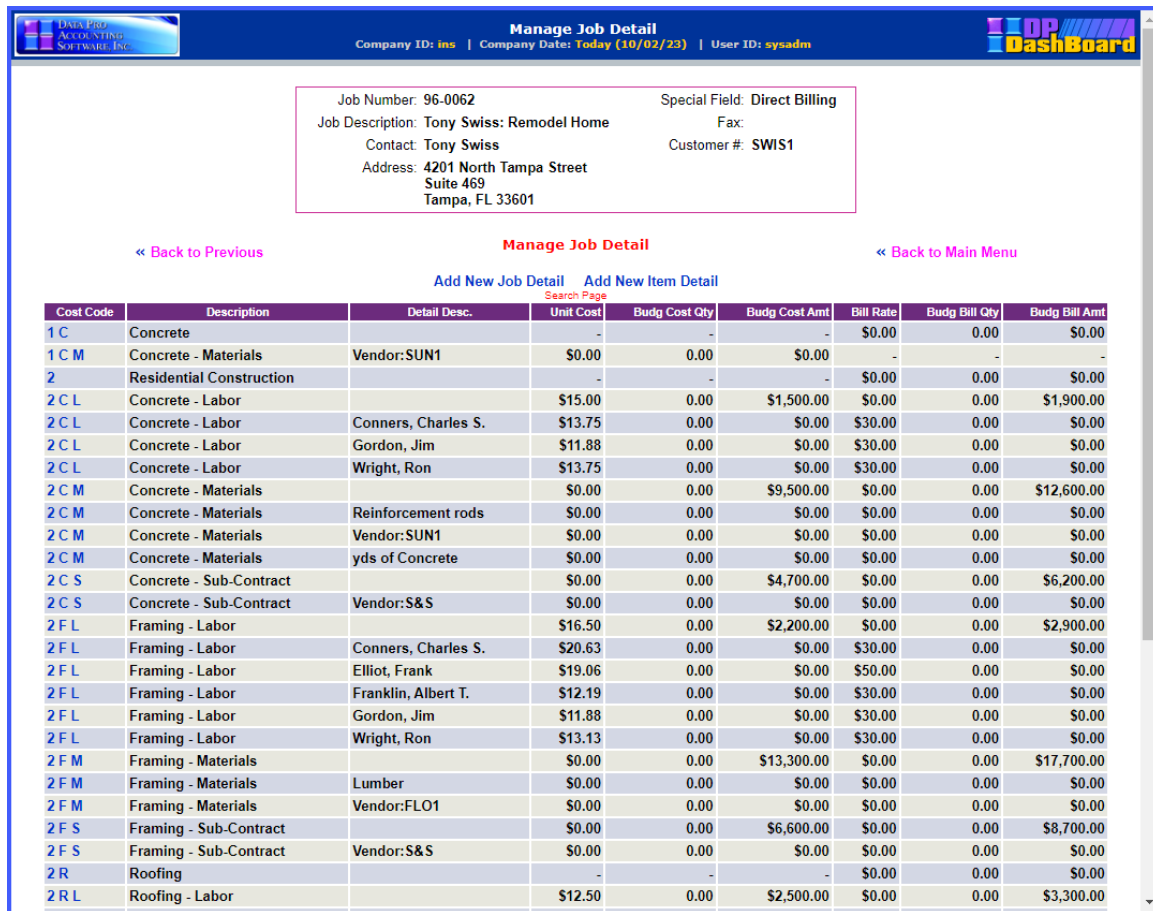 DATA PRO
ACCOUNTING
SOFTWARE, INC.
Manage Job Detail
Company ID: ins | Company Date: Today (10/02/23) | User ID: sysadm
DP
DashBoard
Job Number: 96-0062 Special Field: Direct Billing
Job Description: Tony Swiss: Remodel Home Fax:
Contact: Tony Swiss Customer #: SWIS1
Address: 4201 North Tampa Street
Suite 469
Tampa, FL 33601
« Back to Previous Manage Job Detail « Back to Main Menu
Add New Job Detail Add New Item Detail
Search Page
Cost Code Description Detail Desc. Unit Cost Budg Cost Qty Budg Cost Amt Bill Rate Budg Bill Qty Budg Bill Amt
1 C Concrete - - - $0.00 0.00 $0.00
1 C M Concrete - Materials Vendor:SUN1 $0.00 0.00 $0.00 - - -
2 Residential Construction - - - $0.00 0.00 $0.00
2 C L Concrete - Labor $15.00 0.00 $1,500.00 $0.00 0.00 $1,900.00
2 C L Concrete - Labor Conners, Charles S. $13.75 0.00 $0.00 $30.00 0.00 $0.00
2 C L Concrete - Labor Gordon, Jim $11.88 0.00 $0.00 $30.00 0.00 $0.00
2 C L Concrete - Labor Wright, Ron $13.75 0.00 $0.00 $30.00 0.00 $0.00
2 C M Concrete - Materials $0.00 0.00 $9,500.00 $0.00 0.00 $12,600.00
2 C M Concrete - Materials Reinforcement rods $0.00 0.00 $0.00 $0.00 0.00 $0.00
2 C M Concrete - Materials Vendor:SUN1 $0.00 0.00 $0.00 $0.00 0.00 $0.00
2 C M Concrete - Materials yds of Concrete $0.00 0.00 $0.00 $0.00 0.00 $0.00
2 C S Concrete - Sub-Contract $0.00 0.00 $4,700.00 $0.00 0.00 $6,200.00
2 C S Concrete - Sub-Contract Vendor:S&S $0.00 0.00 $0.00 $0.00 0.00 $0.00
2 F L Framing - Labor $16.50 0.00 $2,200.00 $0.00 0.00 $2,900.00
2 F L Framing - Labor Conners, Charles S. $20.63 0.00 $0.00 $30.00 0.00 $0.00
2 F L Framing - Labor Elliot, Frank $19.06 0.00 $0.00 $50.00 0.00 $0.00
2 F L Framing - Labor Franklin, Albert T. $12.19 0.00 $0.00 $30.00 0.00 $0.00
2 F L Framing - Labor Gordon, Jim $11.88 0.00 $0.00 $30.00 0.00 $0.00
2 F L Framing - Labor Wright, Ron $13.13 0.00 $0.00 $30.00 0.00 $0.00
2 F M Framing - Materials $0.00 0.00 $13,300.00 $0.00 0.00 $17,700.00
2 F M Framing - Materials Lumber $0.00 0.00 $0.00 $0.00 0.00 $0.00
2 F M Framing - Materials Vendor:FLO1 $0.00 0.00 $0.00 $0.00 0.00 $0.00
2 F S Framing - Sub-Contract $0.00 0.00 $6,600.00 $0.00 0.00 $8,700.00
2 F S Framing - Sub-Contract Vendor:S&S $0.00 0.00 $0.00 $0.00 0.00 $0.00
2 R Roofing - - - $0.00 0.00 $0.00
2 R L Roofing - Labor $12.50 0.00 $2,500.00 $0.00 0.00 $3,300.00